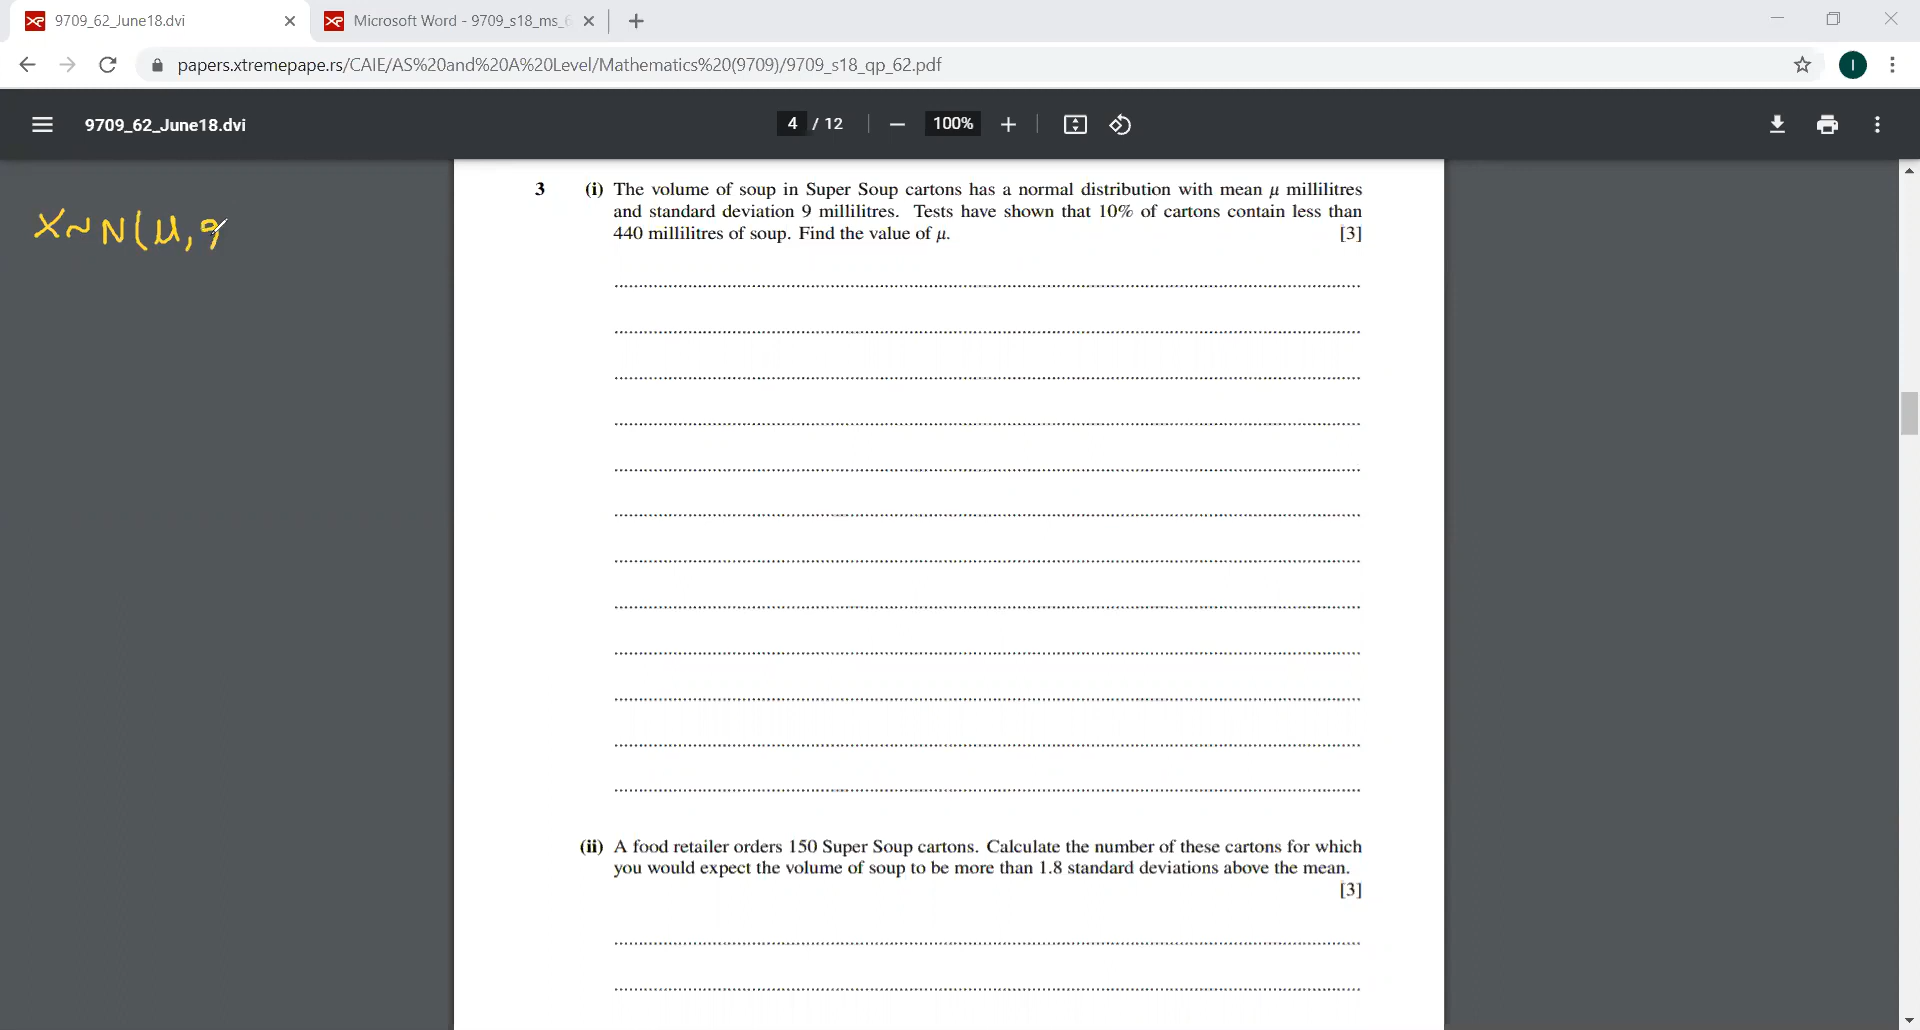 9709_62_June18.dvi
Microsoft Word - 9709_s18_ms_6
papers.xtremepape.rs/CAIE/AS%20and%20A%20Level/Mathematics%20(9709)/9709_s18_qp_62.pdf
I
9709_62_June18.dvi
4 / 12
100%
X~N(μ,9
3 (i) The volume of soup in Super Soup cartons has a normal distribution with mean μ millilitres
and standard deviation 9 millilitres. Tests have shown that 10% of cartons contain less than
440 millilitres of soup. Find the value of μ. [3]
(ii) A food retailer orders 150 Super Soup cartons. Calculate the number of these cartons for which
you would expect the volume of soup to be more than 1.8 standard deviations above the mean.
[3]